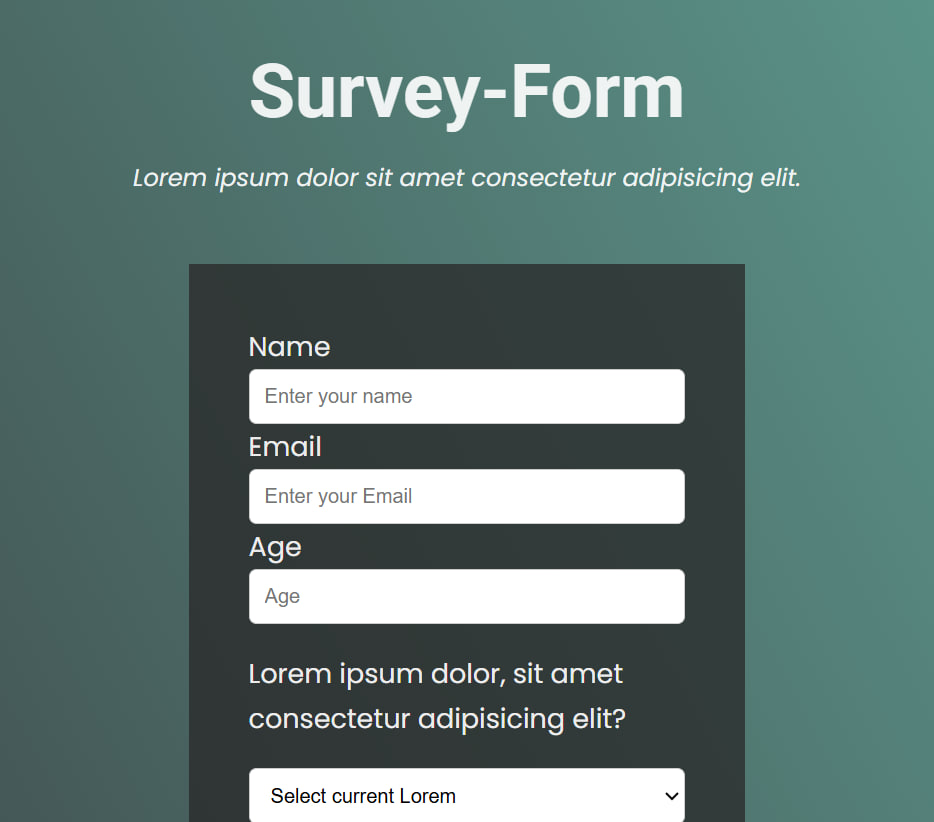 Survey-Form
Lorem ipsum dolor sit amet consectetur adipisicing elit.
Name
Enter your name
Email
Enter your Email
Age
Age
Lorem ipsum dolor, sit amet
consectetur adipisicing elit?
Select current Lorem